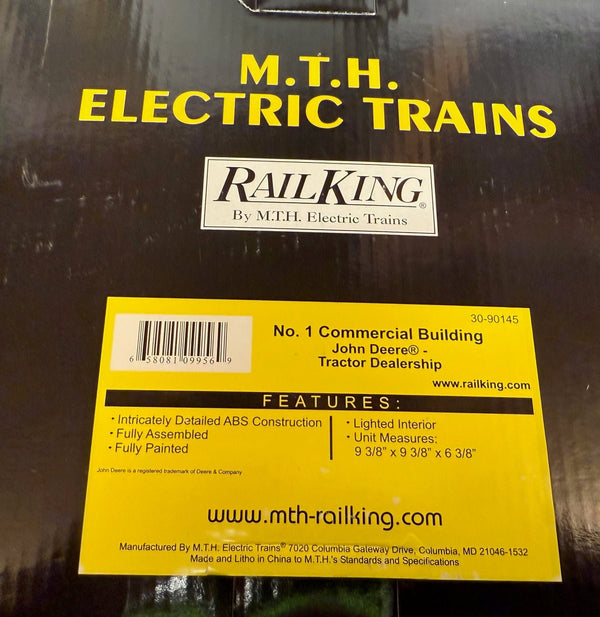 M.T.H.
ELECTRIC TRAINS
RAILKING®
By M.T.H. Electric Trains
30-90145
6 58081 09956 9
No. 1 Commercial Building
John Deere® -
Tractor Dealership
www.railking.com
FEATURES:
• Intricately Detailed ABS Construction
• Fully Assembled
• Fully Painted
• Lighted Interior
• Unit Measures:
9 3/8" x 9 3/8" x 6 3/8"
John Deere is a registered trademark of Deere & Company
www.mth-railking.com
Manufactured By M.T.H. Electric Trains® 7020 Columbia Gateway Drive, Columbia, MD 21046-1532
Made and Litho in China to M.T.H.'s Standards and Specifications